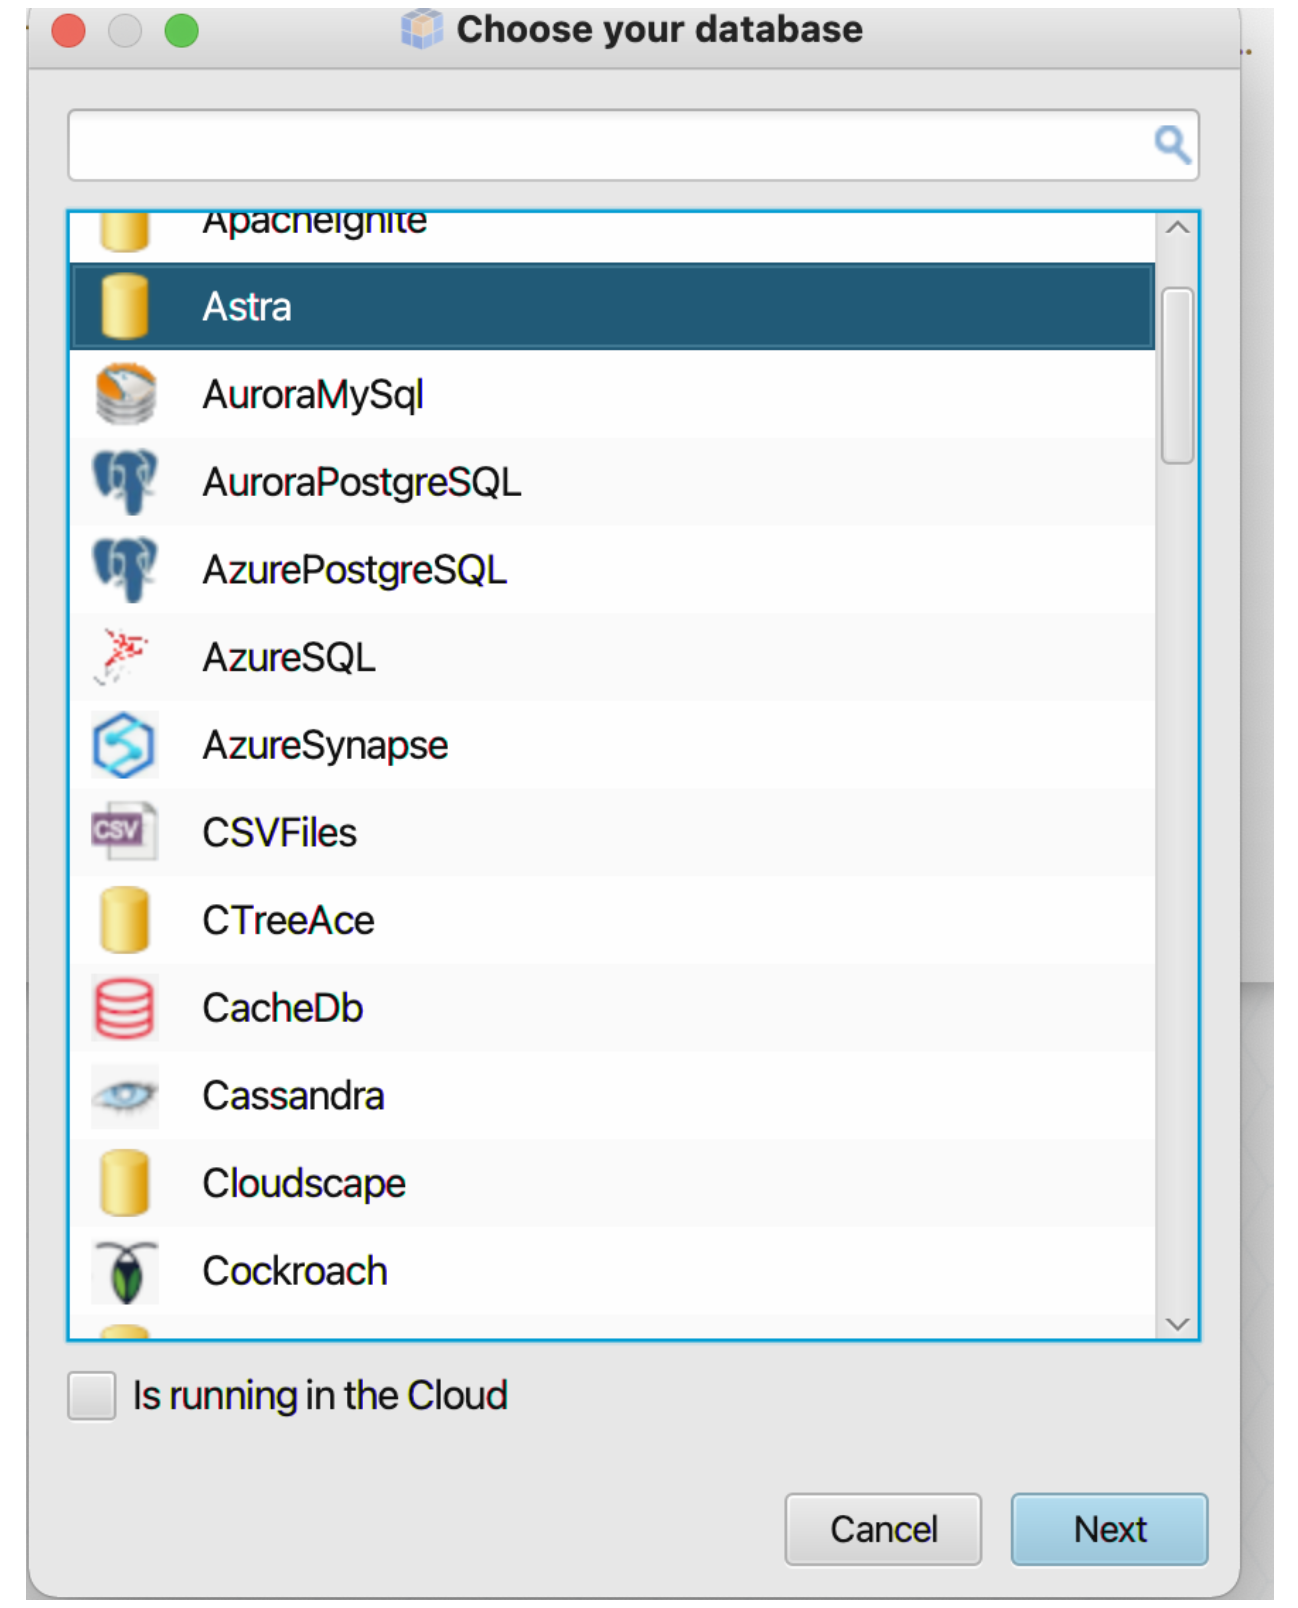 Choose your database
ApacheIgnite
Astra
AuroraMySql
AuroraPostgreSQL
AzurePostgreSQL
AzureSQL
AzureSynapse
CSV
CSVFiles
CTreeAce
CacheDb
Cassandra
Cloudscape
Cockroach
Is running in the Cloud
Cancel
Next